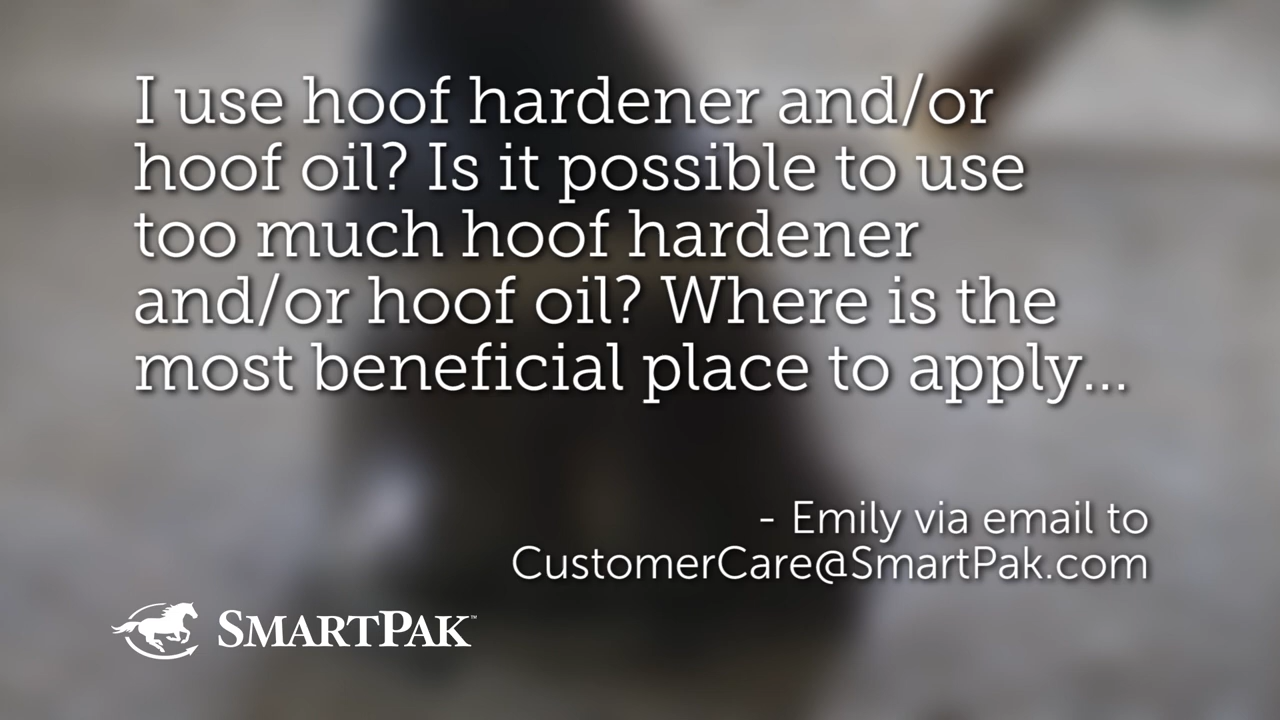 I use hoof hardener and/or
hoof oil? Is it possible to use
too much hoof hardener
and/or hoof oil? Where is the
most beneficial place to apply...
- Emily via email to
CustomerCare@SmartPak.com
SMARTPAK™